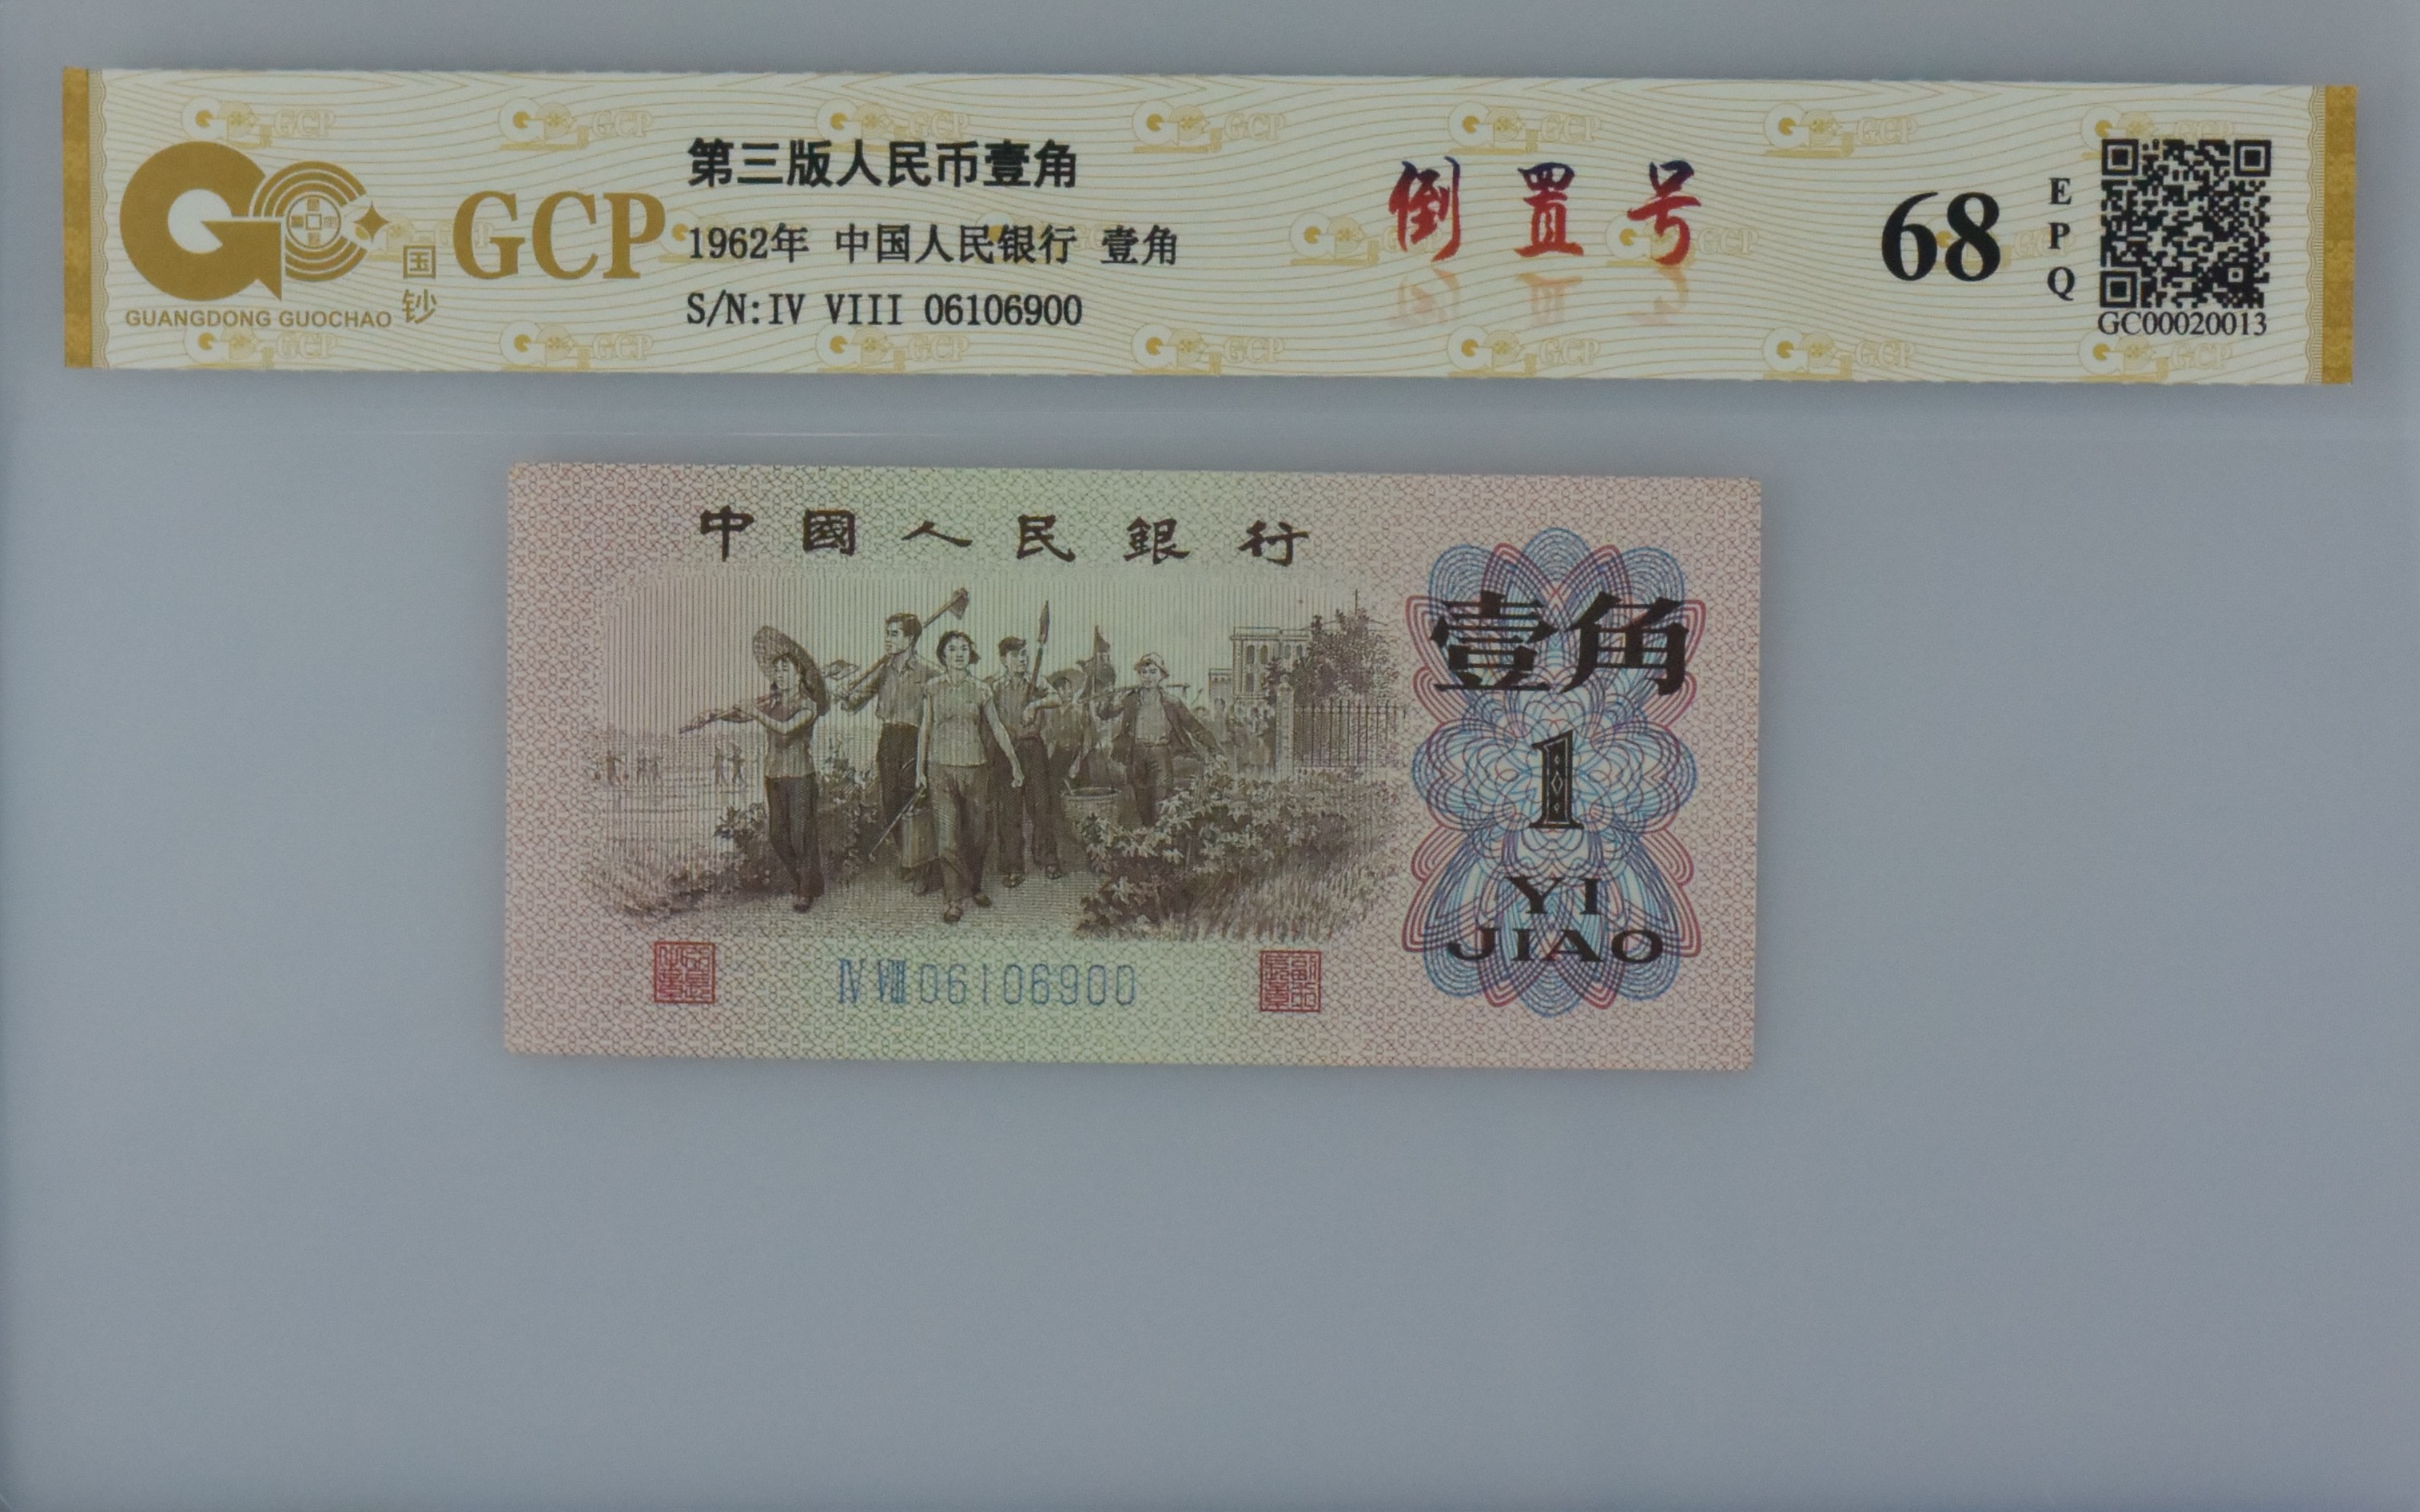 第三版人民币壹角
GCP
国钞
GUANGDONG GUOCHAO
1962年 中国人民银行 壹角
S/N:IV VIII 06106900
倒置号
68
EPQ
GC00020013
中國人民銀行
壹角
1
YI
JIAO
IV VIII 06106900